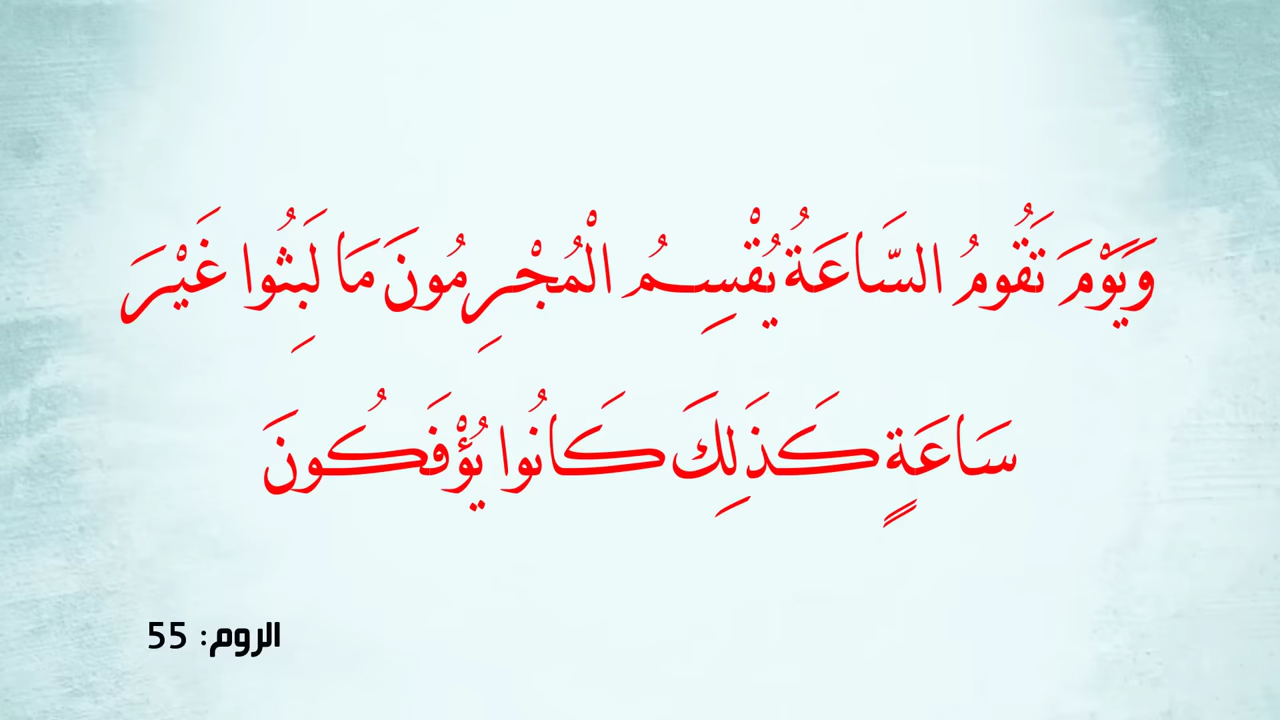 وَيَوْمَ تَقُومُ السَّاعَةُ يُقْسِمُ الْمُجْرِمُونَ مَا لَبِثُوا غَيْرَ
سَاعَةٍ كَذَلِكَ كَانُوا يُؤْفَكُونَ
الروم: 55